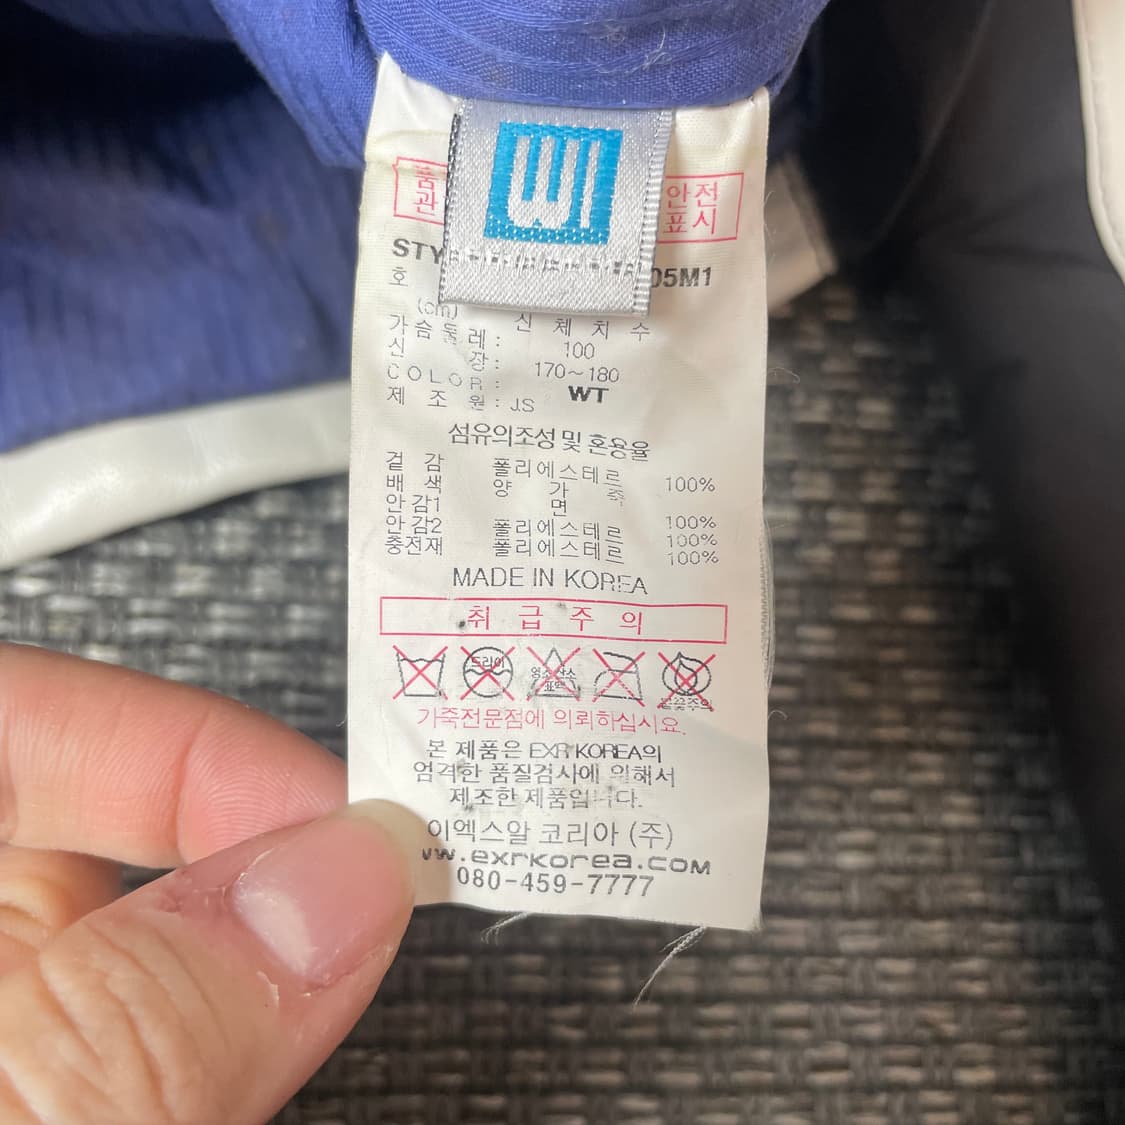 안전
표시
STY
05M1
호
(cm)
신 체 치 수
가슴둘레: 100
신 장: 170~180
COLOR: WT
제 조 원: JS
섬유의조성 및 혼용율
겉 감 폴리에스테르 100%
배 색 양 가 죽
안감1 면 100%
안감2 폴리에스테르 100%
충전재 폴리에스테르 100%
MADE IN KOREA
취 급 주 의
드라이
염소산소
표백
가죽전문점에 의뢰하십시요.
본 제품은 EXR KOREA의
엄격한 품질검사에 의해서
제조한 제품입니다.
이엑스알 코리아 (주)
ww.exrkorea.com
080-459-7777